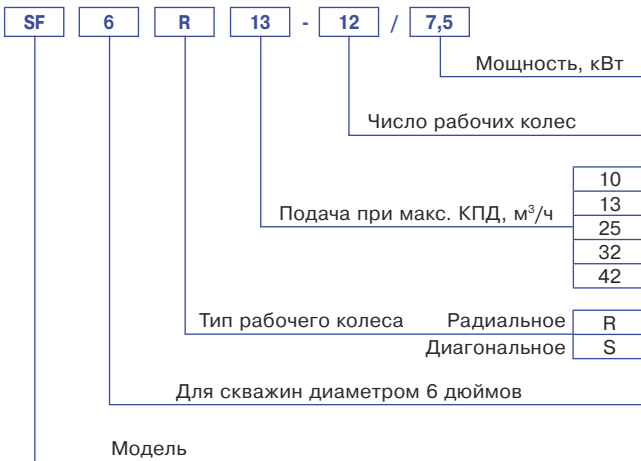 SF 6 R 13 - 12 / 7,5
Мощность, кВт
Число рабочих колес
10
13
Подача при макс. КПД, м³/ч
25
32
42
Тип рабочего колеса Радиальное R
Диагональное S
Для скважин диаметром 6 дюймов
Модель